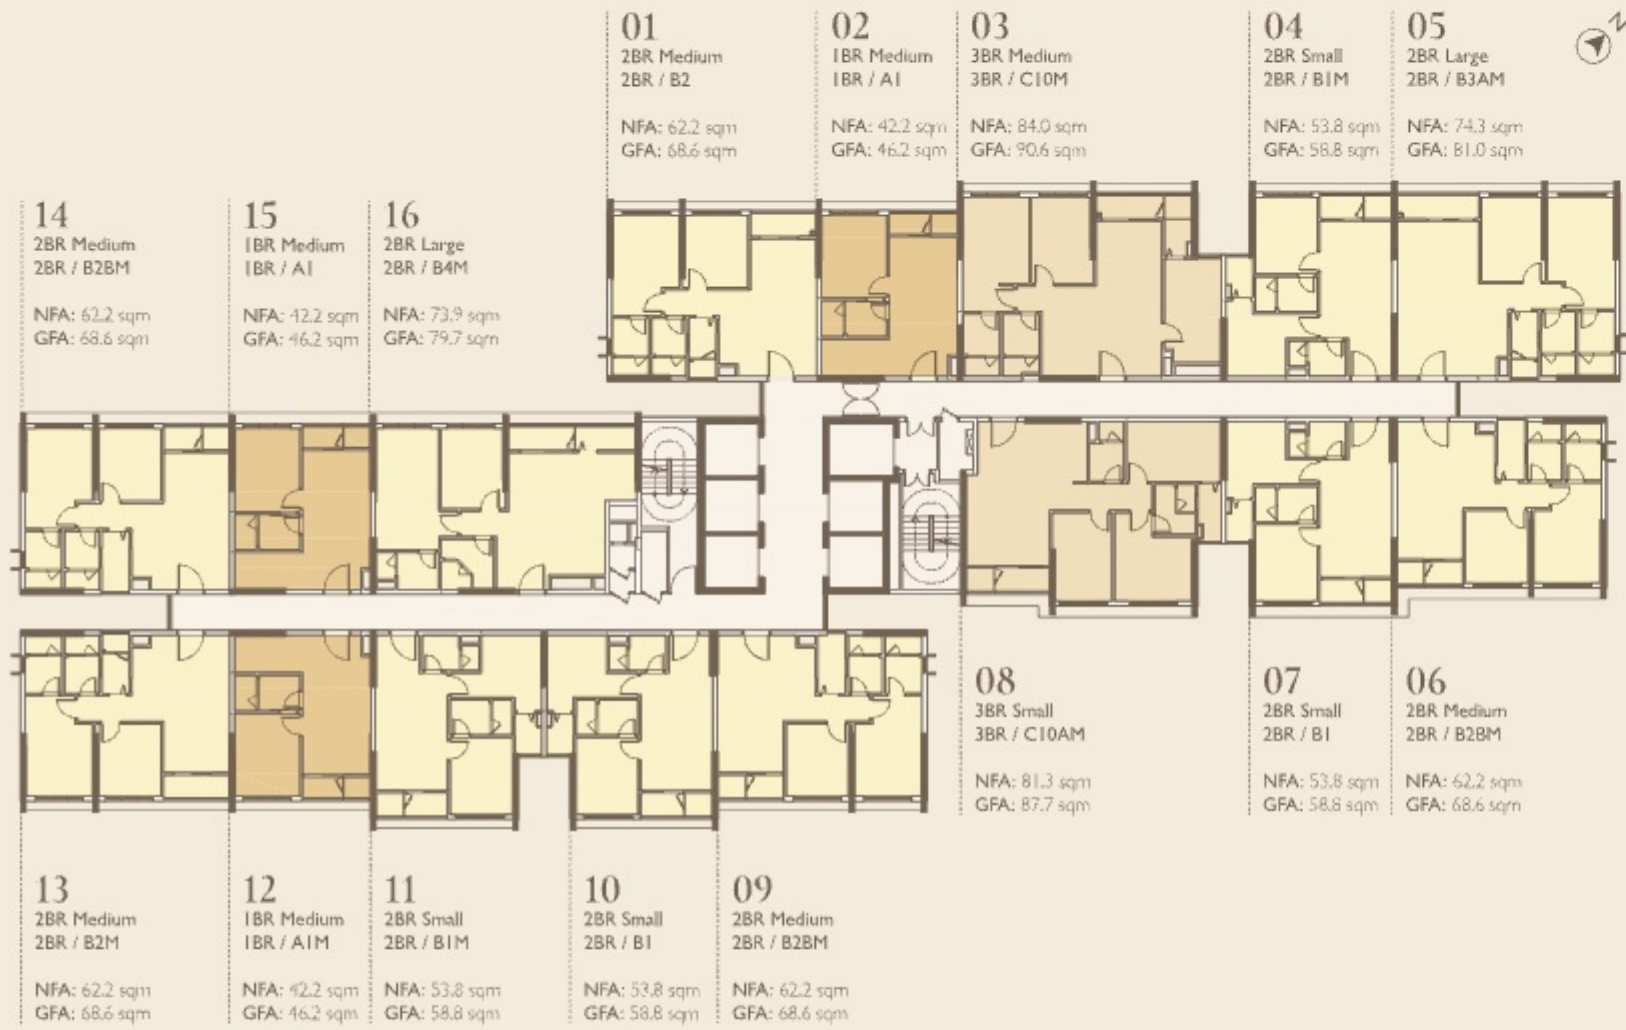 01
2BR Medium
2BR / B2
NFA: 62.2 sqm
GFA: 68.6 sqm
02
1BR Medium
1BR / A1
NFA: 42.2 sqm
GFA: 46.2 sqm
03
3BR Medium
3BR / C10M
NFA: 84.0 sqm
GFA: 90.6 sqm
04
2BR Small
2BR / B1M
NFA: 53.8 sqm
GFA: 58.8 sqm
05
2BR Large
2BR / B3AM
NFA: 74.3 sqm
GFA: 81.0 sqm
N
14
2BR Medium
2BR / B2BM
NFA: 62.2 sqm
GFA: 68.6 sqm
15
1BR Medium
1BR / A1
NFA: 42.2 sqm
GFA: 46.2 sqm
16
2BR Large
2BR / B4M
NFA: 73.9 sqm
GFA: 79.7 sqm
08
3BR Small
3BR / C10AM
NFA: 81.3 sqm
GFA: 87.7 sqm
07
2BR Small
2BR / B1
NFA: 53.8 sqm
GFA: 58.8 sqm
06
2BR Medium
2BR / B2BM
NFA: 62.2 sqm
GFA: 68.6 sqm
13
2BR Medium
2BR / B2M
NFA: 62.2 sqm
GFA: 68.6 sqm
12
1BR Medium
1BR / A1M
NFA: 42.2 sqm
GFA: 46.2 sqm
11
2BR Small
2BR / B1M
NFA: 53.8 sqm
GFA: 58.8 sqm
10
2BR Small
2BR / B1
NFA: 53.8 sqm
GFA: 58.8 sqm
09
2BR Medium
2BR / B2BM
NFA: 62.2 sqm
GFA: 68.6 sqm